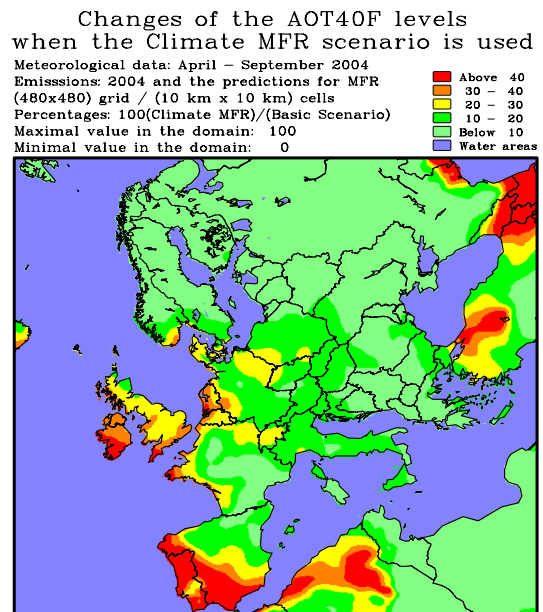 Changes of the AOT40F levels
when the Climate MFR scenario is used
Meteorological data: April - September 2004
Emisssions: 2004 and the predictions for MFR
(480x480) grid / (10 km x 10 km) cells
Percentages: 100(Climate MFR)/(Basic Scenario)
Maximal value in the domain: 100
Minimal value in the domain: 0
Above 40
30 - 40
20 - 30
10 - 20
Below 10
Water areas